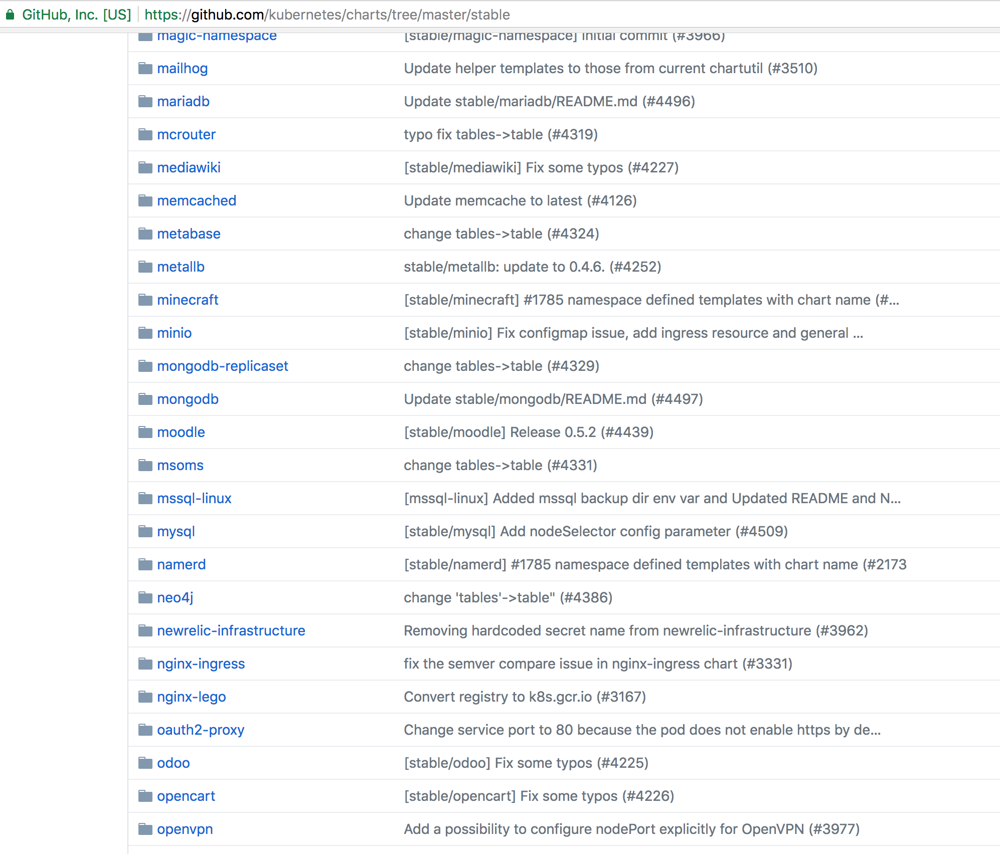 GitHub, Inc. [US] https://github.com/kubernetes/charts/tree/master/stable
magic-namespace [stable/magic-namespace] Initial commit (#3966)
mailhog Update helper templates to those from current chartutil (#3510)
mariadb Update stable/mariadb/README.md (#4496)
mcrouter typo fix tables->table (#4319)
mediawiki [stable/mediawiki] Fix some typos (#4227)
memcached Update memcache to latest (#4126)
metabase change tables->table (#4324)
metallb stable/metallb: update to 0.4.6. (#4252)
minecraft [stable/minecraft] #1785 namespace defined templates with chart name (#...
minio [stable/minio] Fix configmap issue, add ingress resource and general ...
mongodb-replicaset change tables->table (#4329)
mongodb Update stable/mongodb/README.md (#4497)
moodle [stable/moodle] Release 0.5.2 (#4439)
msoms change tables->table (#4331)
mssql-linux [mssql-linux] Added mssql backup dir env var and Updated README and N...
mysql [stable/mysql] Add nodeSelector config parameter (#4509)
namerd [stable/namerd] #1785 namespace defined templates with chart name (#2173
neo4j change 'tables'->table" (#4386)
newrelic-infrastructure Removing hardcoded secret name from newrelic-infrastructure (#3962)
nginx-ingress fix the semver compare issue in nginx-ingress chart (#3331)
nginx-lego Convert registry to k8s.gcr.io (#3167)
oauth2-proxy Change service port to 80 because the pod does not enable https by de...
odoo [stable/odoo] Fix some typos (#4225)
opencart [stable/opencart] Fix some typos (#4226)
openvpn Add a possibility to configure nodePort explicitly for OpenVPN (#3977)